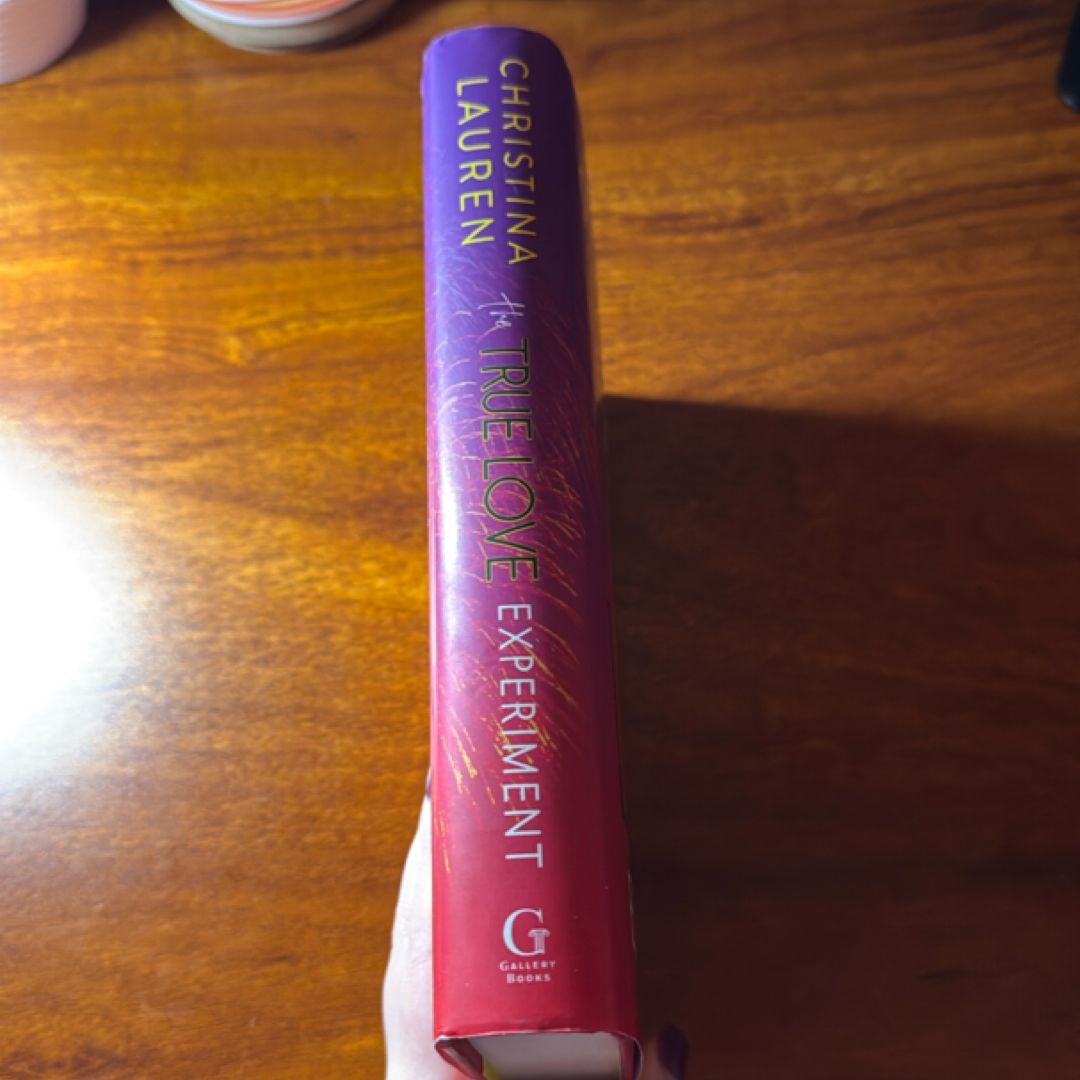 CHRISTINA
LAUREN
the TRUE LOVE EXPERIMENT
G
GALLERY
BOOKS